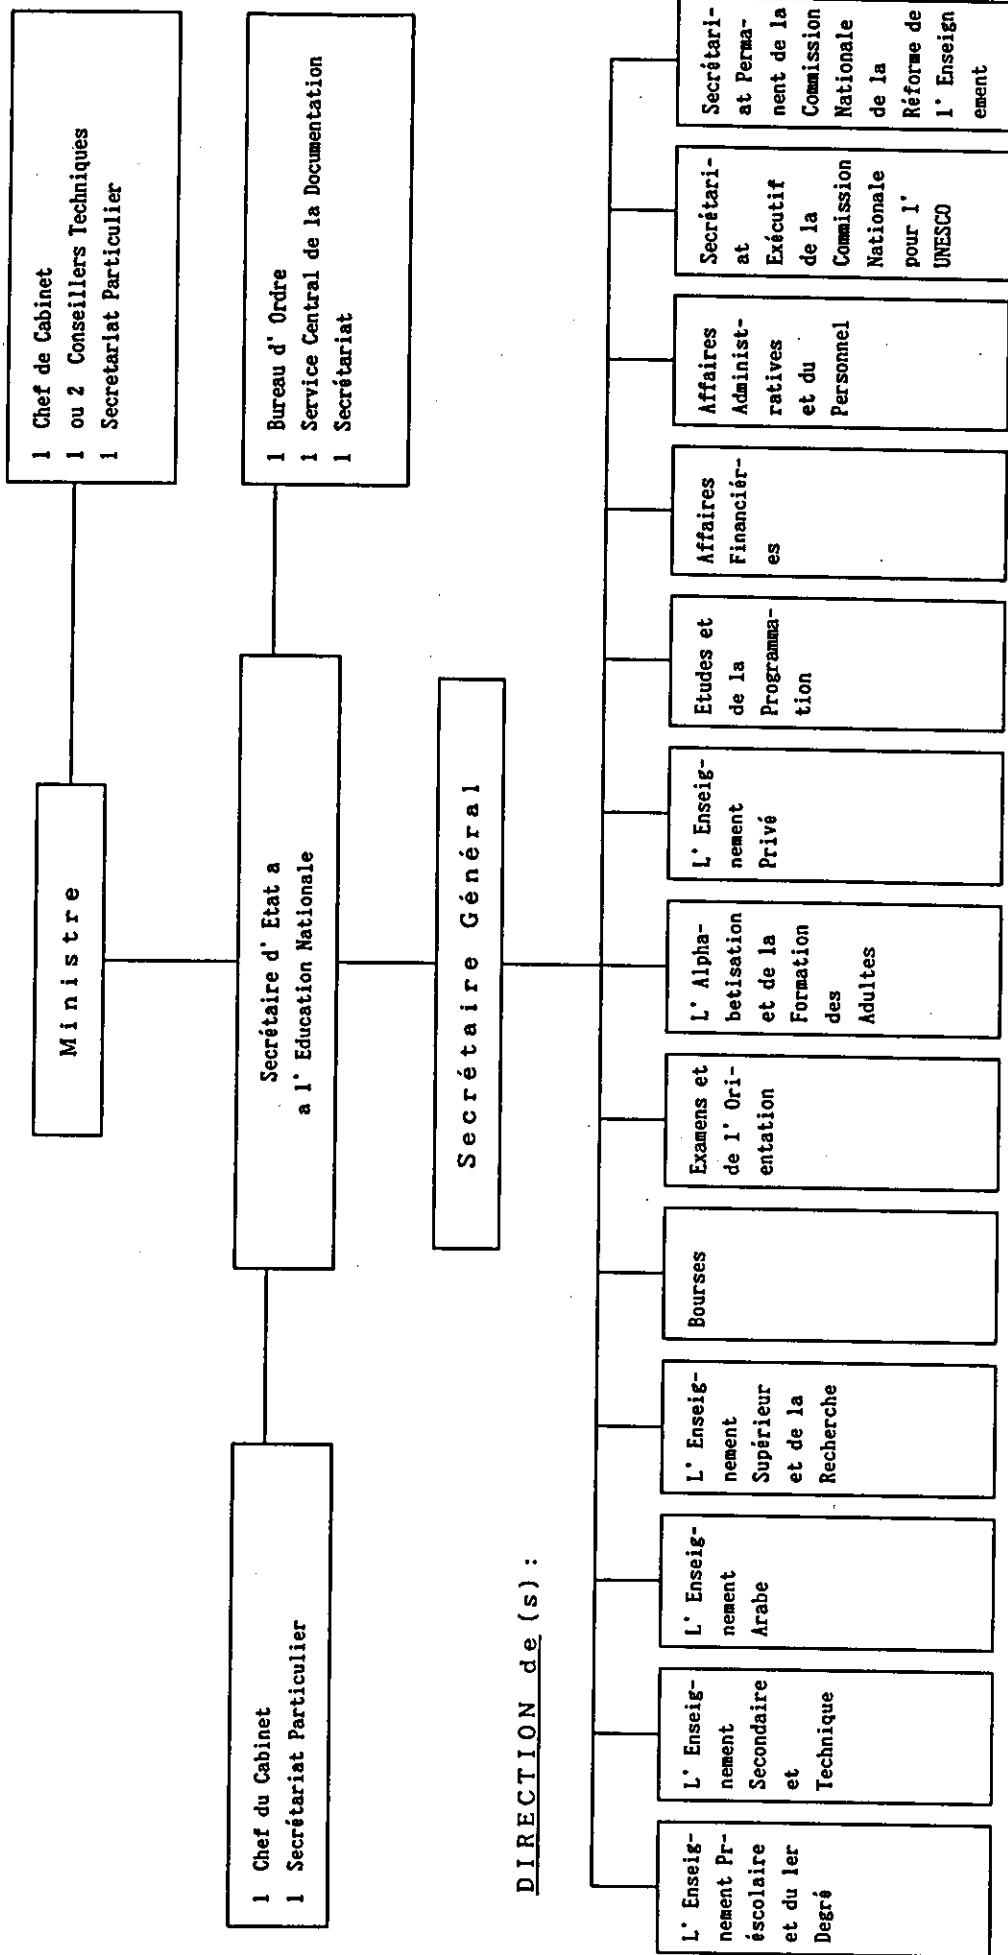 Ministre
1 Chef de Cabinet
1 ou 2 Conseillers Techniques
1 Secretariat Particulier
1 Chef du Cabinet
1 Secrétariat Particulier
Secrétaire d' Etat a
a l' Education Nationale
1 Bureau d' Ordre
1 Service Central de la Documentation
1 Secrétariat
Secrétaire Général
DIRECTION de(s):
L' Enseig-
nement Pr-
éscolaire
et du 1er
Degré
L' Enseig-
nement
Secondaire
et
Technique
L' Enseig-
nement
Arabe
L' Enseig-
nement
Supérieur
et de la
Recherche
Bourses
Examens et
de l' Ori-
entation
L' Alpha-
betisation
et de la
Formation
des
Adultes
L' Enseig-
nement
Privé
Etudes et
de la
Programma-
tion
Affaires
Financiér-
es
Affaires
Administ-
ratives
et du
Personnel
Secrétari-
at
Exécutif
de la
Commission
Nationale
pour l'
UNESCO
Secrétari-
at Perma-
nent de la
Commission
Nationale
de la
Réforme de
l' Enseign
ement